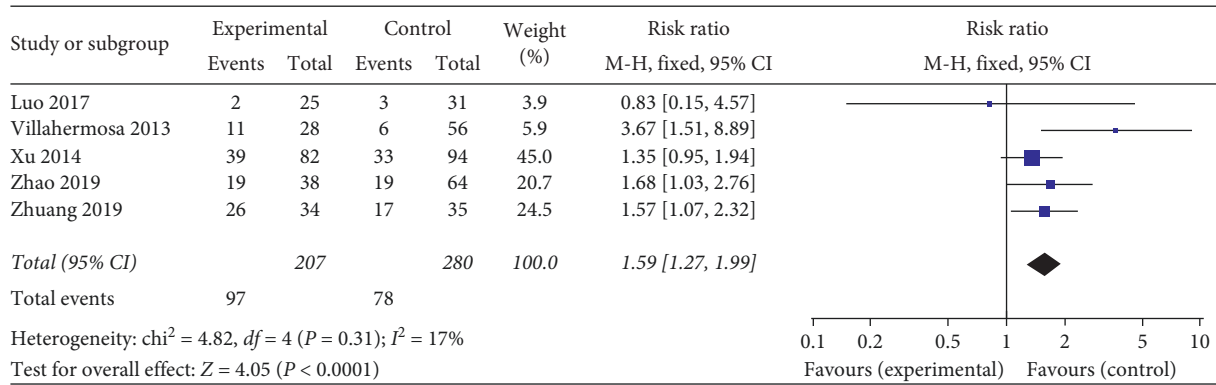 Study or subgroup Experimental Control Weight (%) Risk ratio Risk ratio
Events Total Events Total M-H, fixed, 95% CI M-H, fixed, 95% CI
Luo 2017 2 25 3 31 3.9 0.83 [0.15, 4.57]
Villahermosa 2013 11 28 6 56 5.9 3.67 [1.51, 8.89]
Xu 2014 39 82 33 94 45.0 1.35 [0.95, 1.94]
Zhao 2019 19 38 19 64 20.7 1.68 [1.03, 2.76]
Zhuang 2019 26 34 17 35 24.5 1.57 [1.07, 2.32]
Total (95% CI) 207 280 100.0 1.59 [1.27, 1.99]
Total events 97 78
Heterogeneity: chi² = 4.82, df = 4 (P = 0.31); I² = 17%
Test for overall effect: Z = 4.05 (P < 0.0001)
0.1 0.2 0.5 1 2 5 10
Favours (experimental) Favours (control)